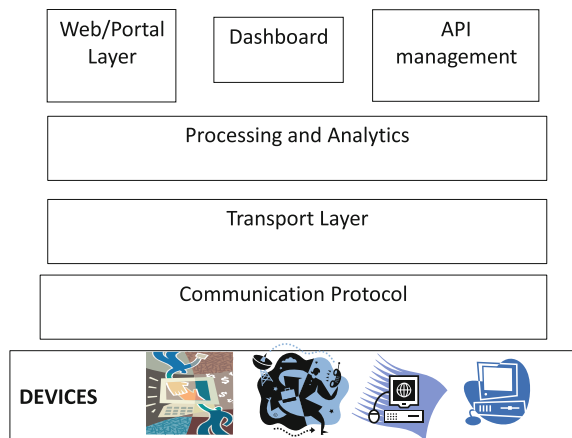 Web/Portal
Layer
Dashboard
API
management
Processing and Analytics
Transport Layer
Communication Protocol
DEVICES